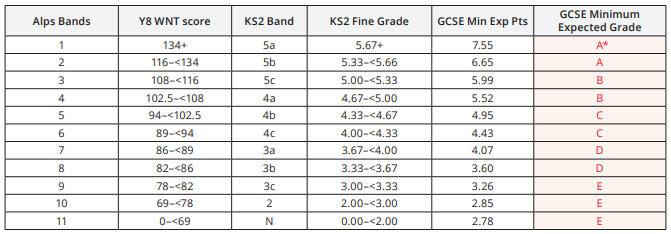 Alps Bands Y8 WNT score KS2 Band KS2 Fine Grade GCSE Min Exp Pts GCSE Minimum
Expected Grade
1 134+ 5a 5.67+ 7.55 A*
2 116–<134 5b 5.33–<5.66 6.65 A
3 108–<116 5c 5.00–<5.33 5.99 B
4 102.5–<108 4a 4.67–<5.00 5.52 B
5 94–<102.5 4b 4.33–<4.67 4.95 C
6 89–<94 4c 4.00–<4.33 4.43 C
7 86–<89 3a 3.67–<4.00 4.07 D
8 82–<86 3b 3.33–<3.67 3.60 D
9 78–<82 3c 3.00–<3.33 3.26 E
10 69–<78 2 2.00–<3.00 2.85 E
11 0–<69 N 0.00–<2.00 2.78 E